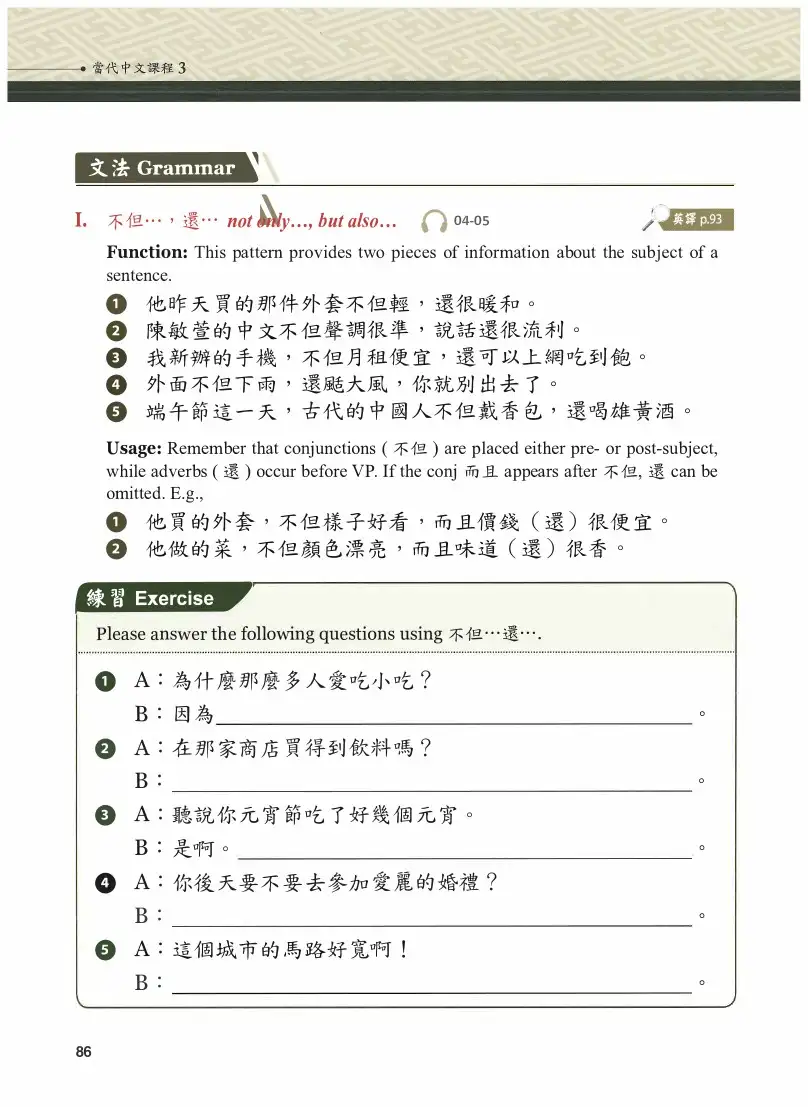 當代中文課程 3
文法 Grammar
I. 不但…，還… not only…, but also… 04-05 英譯 p.93
Function: This pattern provides two pieces of information about the subject of a
sentence.
1 他昨天買的那件外套不但輕，還很暖和。
2 陳敏萱的中文不但聲調很準，說話還很流利。
3 我新辦的手機，不但月租便宜，還可以上網吃到飽。
4 外面不但下雨，還颳大風，你就別出去了。
5 端午節這一天，古代的中國人不但戴香包，還喝雄黃酒。
Usage: Remember that conjunctions ( 不但 ) are placed either pre- or post-subject,
while adverbs ( 還 ) occur before VP. If the conj 而且 appears after 不但, 還 can be
omitted. E.g.,
1 他買的外套，不但樣子好看，而且價錢（還）很便宜。
2 他做的菜，不但顏色漂亮，而且味道（還）很香。
練習 Exercise
Please answer the following questions using 不但…還….
1 A：為什麼那麼多人愛吃小吃？
B：因為 。
2 A：在那家商店買得到飲料嗎？
B： 。
3 A：聽說你元宵節吃了好幾個元宵。
B：是啊。 。
4 A：你後天要不要去參加愛麗的婚禮？
B： 。
5 A：這個城市的馬路好寬啊！
B： 。
86